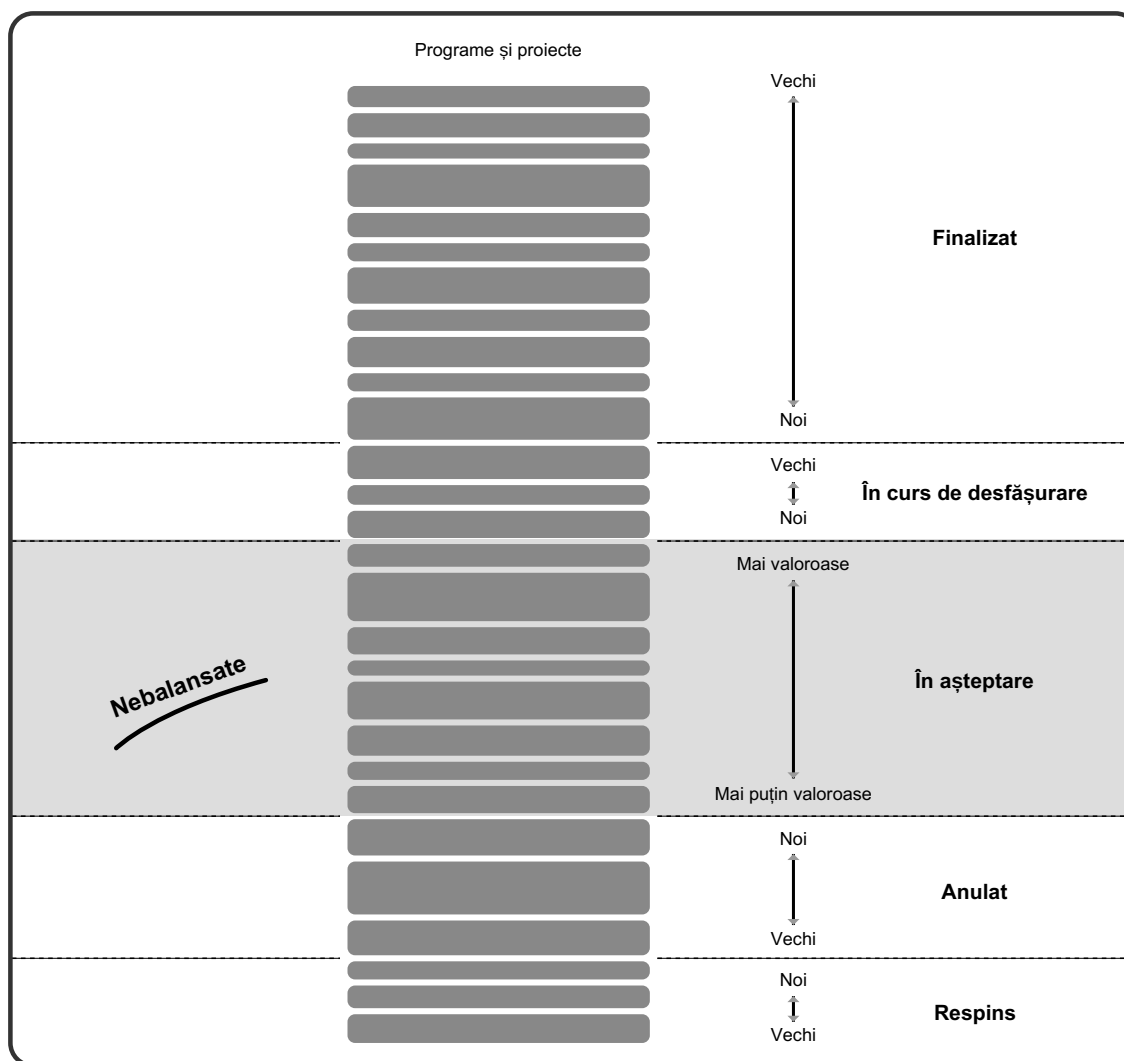 Programe și proiecte
Vechi
Finalizat
Noi
Vechi
În curs de desfășurare
Noi
Mai valoroase
Nebalansate
În așteptare
Mai puțin valoroase
Noi
Anulat
Vechi
Noi
Respins
Vechi